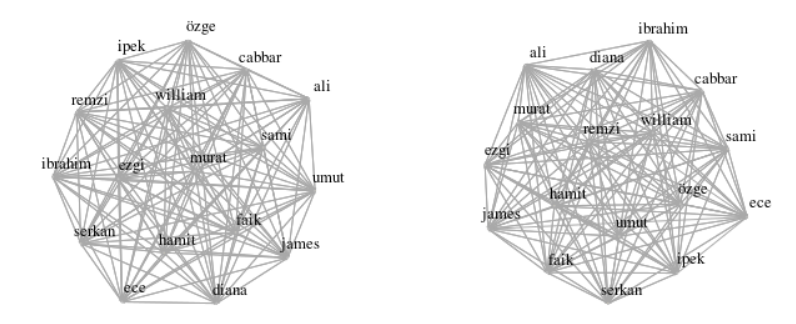 özge
ipek
cabbar
ali
remzi
william
sami
ibrahim
ezgi
murat
umut
serkan
hamit
faik
james
ece
diana
ibrahim
ali
diana
cabbar
murat
remzi
william
sami
ezgi
hamit
özge
ece
james
umut
faik
ipek
serkan